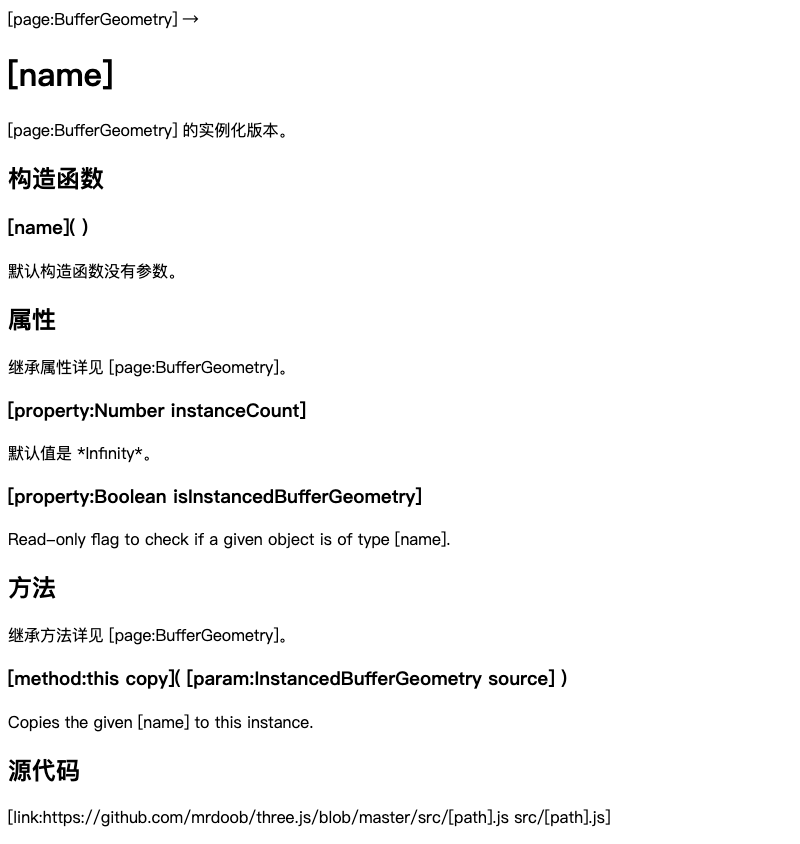 [page:BufferGeometry] →
[name]
[page:BufferGeometry] 的实例化版本。
构造函数
[name]( )
默认构造函数没有参数。
属性
继承属性详见 [page:BufferGeometry]。
[property:Number instanceCount]
默认值是 *Infinity*。
[property:Boolean isInstancedBufferGeometry]
Read-only flag to check if a given object is of type [name].
方法
继承方法详见 [page:BufferGeometry]。
[method:this copy]( [param:InstancedBufferGeometry source] )
Copies the given [name] to this instance.
源代码
[link:https://github.com/mrdoob/three.js/blob/master/src/[path].js src/[path].js]